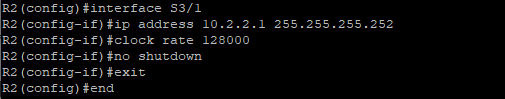 R2(config)#interface S3/1
R2(config-if)#ip address 10.2.2.1 255.255.255.252
R2(config-if)#clock rate 128000
R2(config-if)#no shutdown
R2(config-if)#exit
R2(config)#end